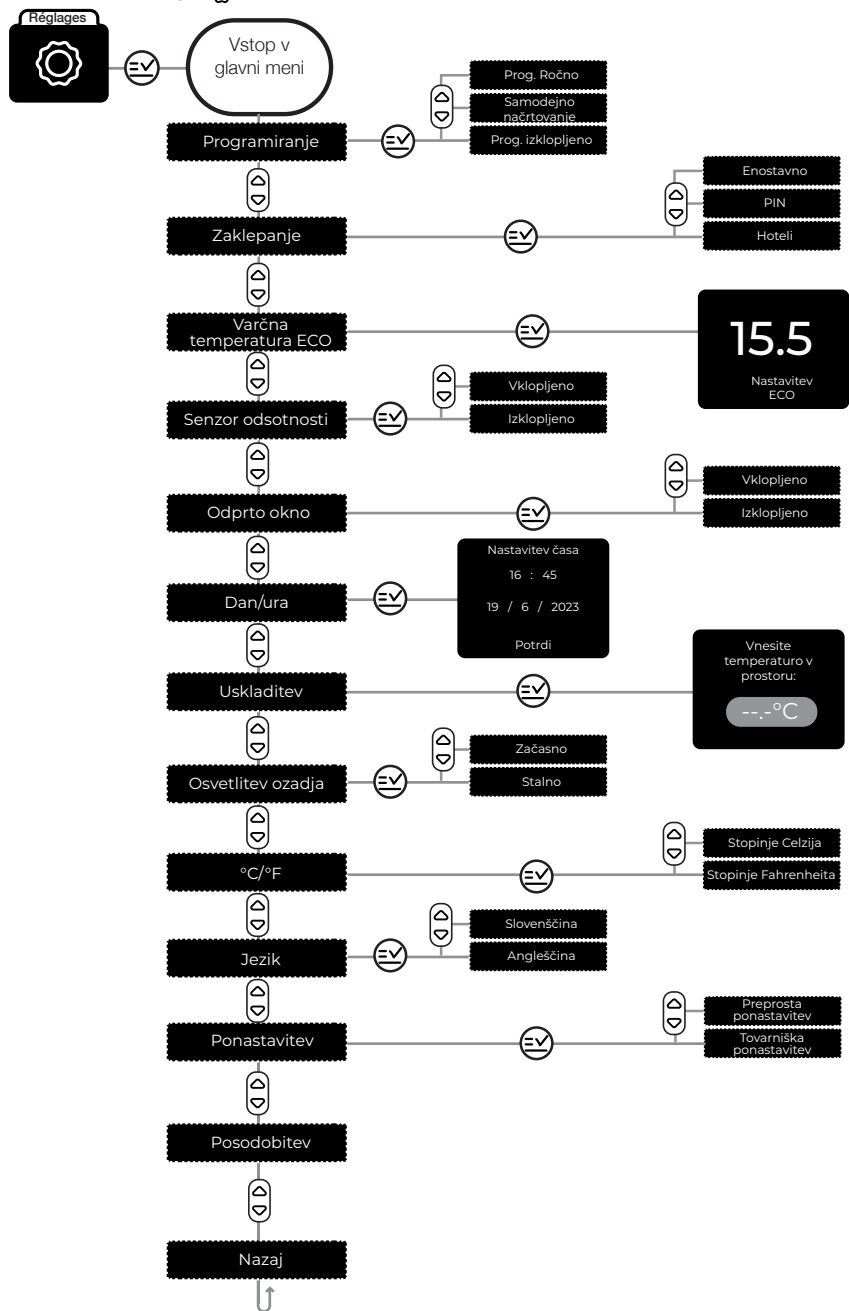 Réglages
Vstop v
glavni meni
Programiranje
Prog. Ročno
Samodejno
načrtovanje
Prog. izklopljeno
Zaklepanje
Enostavno
PIN
Hoteli
Varčna
temperatura ECO
15.5
Nastavitev
ECO
Senzor odsotnosti
Vklopljeno
Izklopljeno
Odprto okno
Vklopljeno
Izklopljeno
Dan/ura
Nastavitev časa
16 : 45
19 / 6 / 2023
Potrdi
Uskladitev
Vnesite
temperaturo v
prostoru:
--.-°C
Osvetlitev ozadja
Začasno
Stalno
°C/°F
Stopinje Celzija
Stopinje Fahrenheita
Jezik
Slovenščina
Angleščina
Ponastavitev
Preprosta
ponastavitev
Tovarniška
ponastavitev
Posodobitev
Nazaj